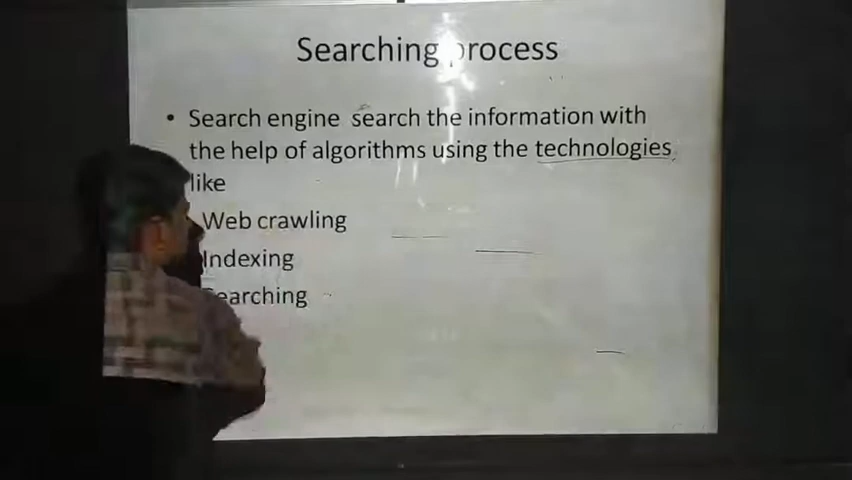 Searching process
• Search engine search the information with
the help of algorithms using the technologies
like
Web crawling
Indexing
Searching